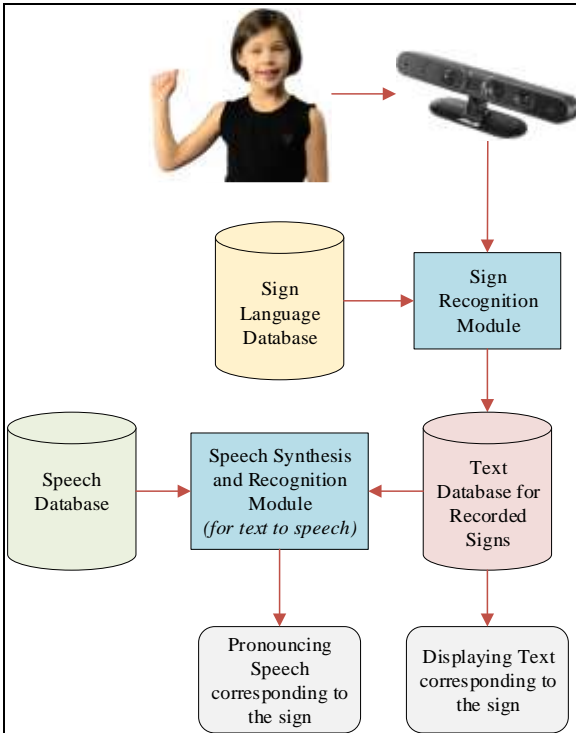 Sign
Language
Database
Sign
Recognition
Module
Speech
Database
Speech Synthesis
and Recognition
Module
(for text to speech)
Text
Database for
Recorded
Signs
Pronouncing
Speech
corresponding to
the sign
Displaying Text
corresponding to
the sign